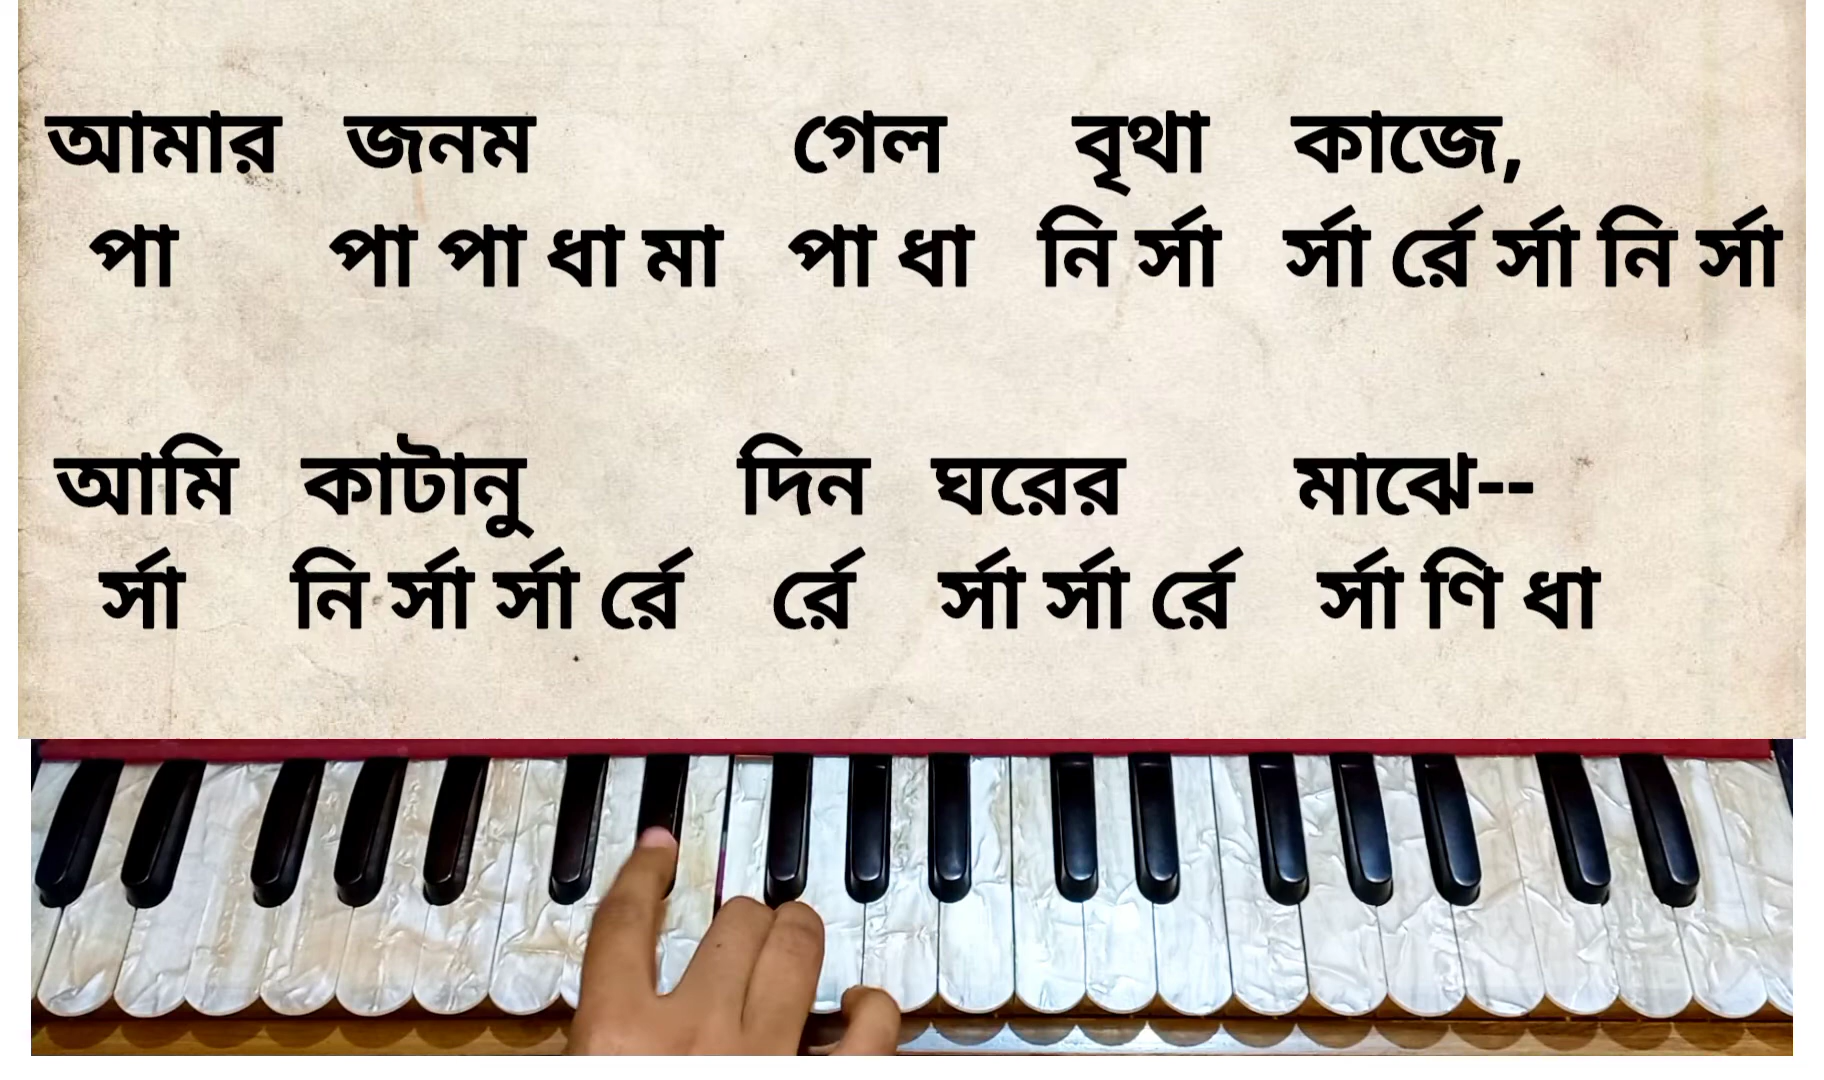 আমার জনম গেল বৃথা কাজে,
পা পা পা ধা মা পা ধা নি র্সা র্সা র্রে র্সা নি র্সা
আমি কাটানু দিন ঘরের মাঝে--
র্সা নি র্সা র্সা র্রে র্রে র্সা র্সা র্রে র্সা ণি ধা